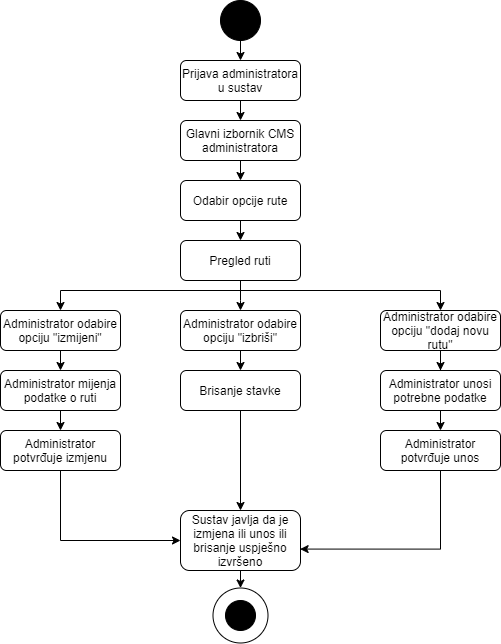 Prijava administratora
u sustav
Glavni izbornik CMS
administratora
Odabir opcije rute
Pregled ruti
Administrator odabire
opciju "izmijeni"
Administrator odabire
opciju "izbriši"
Administrator odabire
opciju "dodaj novu
rutu"
Administrator mijenja
podatke o ruti
Brisanje stavke
Administrator unosi
potrebne podatke
Administrator
potvrđuje izmjenu
Administrator
potvrđuje unos
Sustav javlja da je
izmjena ili unos ili
brisanje uspješno
izvršeno